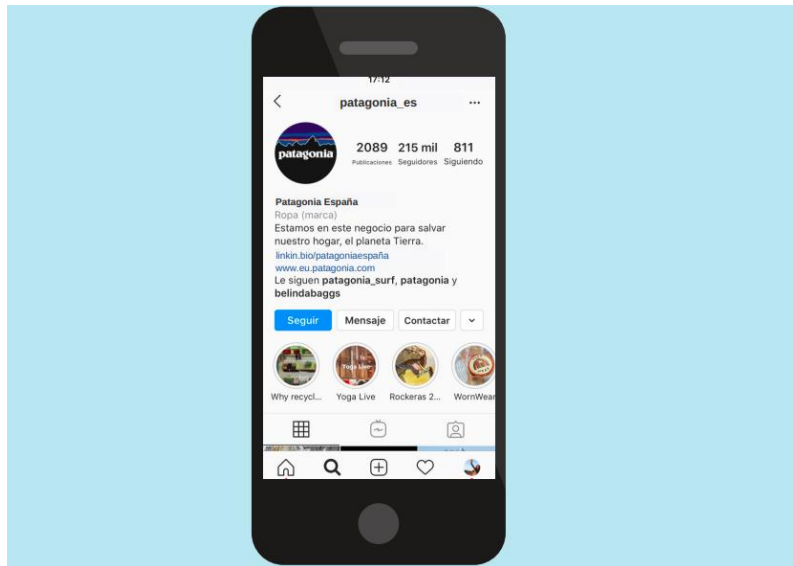 17:12
patagonia_es
patagonia
2089 215 mil 811
Publicaciones Seguidores Siguiendo
Patagonia España
Ropa (marca)
Estamos en este negocio para salvar
nuestro hogar, el planeta Tierra.
linkin.bio/patagoniaespaña
www.eu.patagonia.com
Le siguen patagonia_surf, patagonia y
belindabaggs
Seguir Mensaje Contactar
Yoga Live
Why recycl... Yoga Live Rockeras 2... WornWear